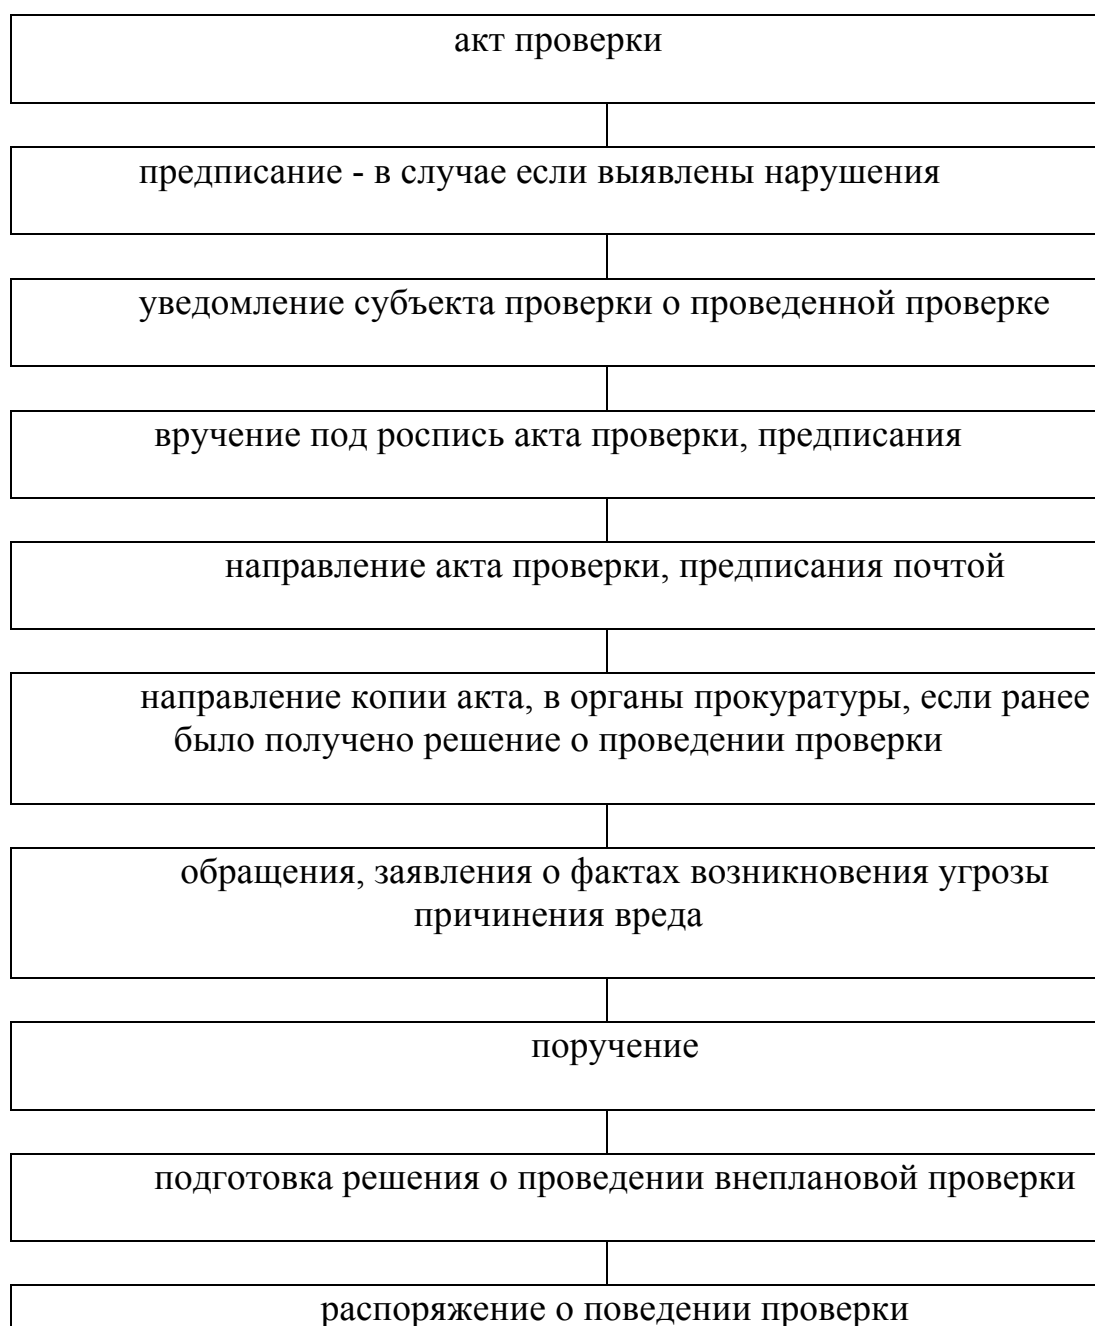 акт проверки
предписание - в случае если выявлены нарушения
уведомление субъекта проверки о проведенной проверке
вручение под роспись акта проверки, предписания
направление акта проверки, предписания почтой
направление копии акта, в органы прокуратуры, если ранее
было получено решение о проведении проверки
обращения, заявления о фактах возникновения угрозы
причинения вреда
поручение
подготовка решения о проведении внеплановой проверки
распоряжение о поведении проверки